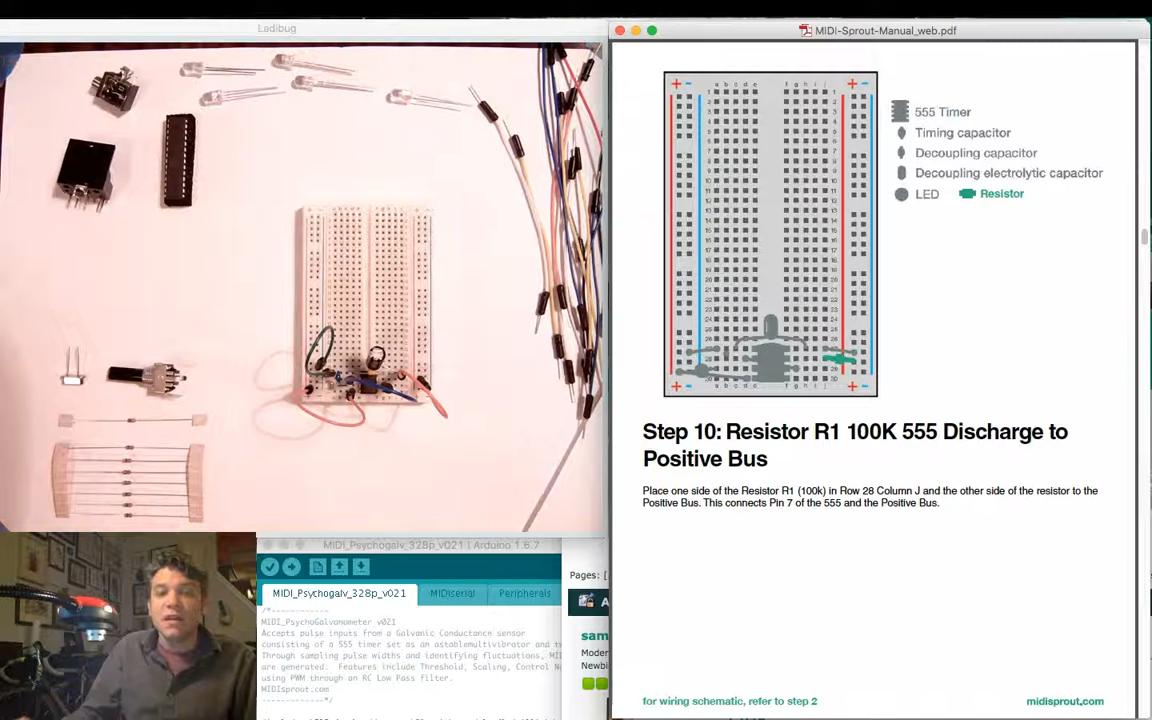 Ladibug
MIDI-Sprout-Manual_web.pdf
555 Timer
Timing capacitor
Decoupling capacitor
Decoupling electrolytic capacitor
LED
Resistor
Step 10: Resistor R1 100K 555 Discharge to
Positive Bus
Place one side of the Resistor R1 (100k) in Row 28 Column J and the other side of the resistor to the
Positive Bus. This connects Pin 7 of the 555 and the Positive Bus.
for wiring schematic, refer to step 2
midisprout.com
MIDI_Psychogalv_328p_v021 | Arduino 1.6.7
MIDI_Psychogalv_328p_v021
MIDIserial
Peripherals
/*------------
MIDI_PsychoGalvanometer v021
Accepts pulse inputs from a Galvanic Conductance sensor
consisting of a 555 timer set as an astablemultivibrator and tw
Through sampling pulse widths and identifying fluctuations, MI
are generated.  Features include Threshold, Scaling, Control N
using PWM through an RC Low Pass filter.
MIDIsprout.com
-------------*/
Pages: [
A
sam
Moder
Newbi